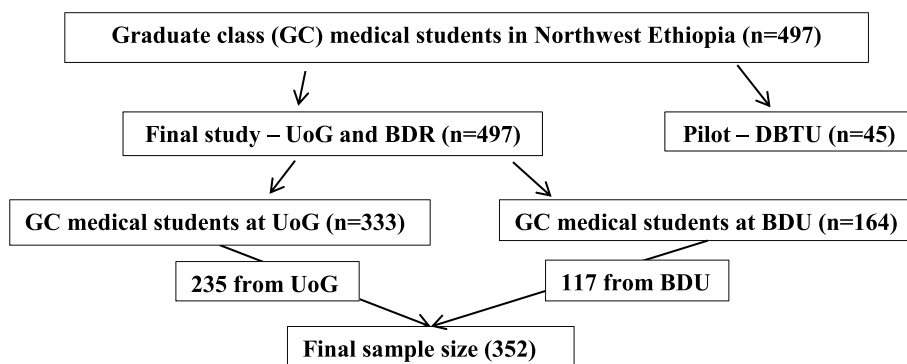 Graduate class (GC) medical students in Northwest Ethiopia (n=497)
Final study – UoG and BDR (n=497)
Pilot – DBTU (n=45)
GC medical students at UoG (n=333)
GC medical students at BDU (n=164)
235 from UoG
117 from BDU
Final sample size (352)